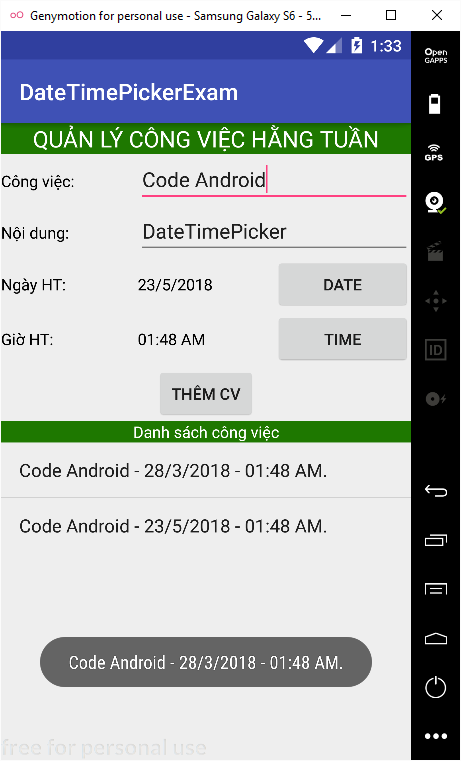 Genymotion for personal use - Samsung Galaxy S6 - 5...
1:33
Open
GAPPS
DateTimePickerExam
QUẢN LÝ CÔNG VIỆC HẰNG TUẦN
GPS
Công việc: Code Android
Nội dung: DateTimePicker
Ngày HT: 23/5/2018 DATE
Giờ HT: 01:48 AM TIME
ID
THÊM CV
Danh sách công việc
Code Android - 28/3/2018 - 01:48 AM.
Code Android - 23/5/2018 - 01:48 AM.
Code Android - 28/3/2018 - 01:48 AM.
free for personal use